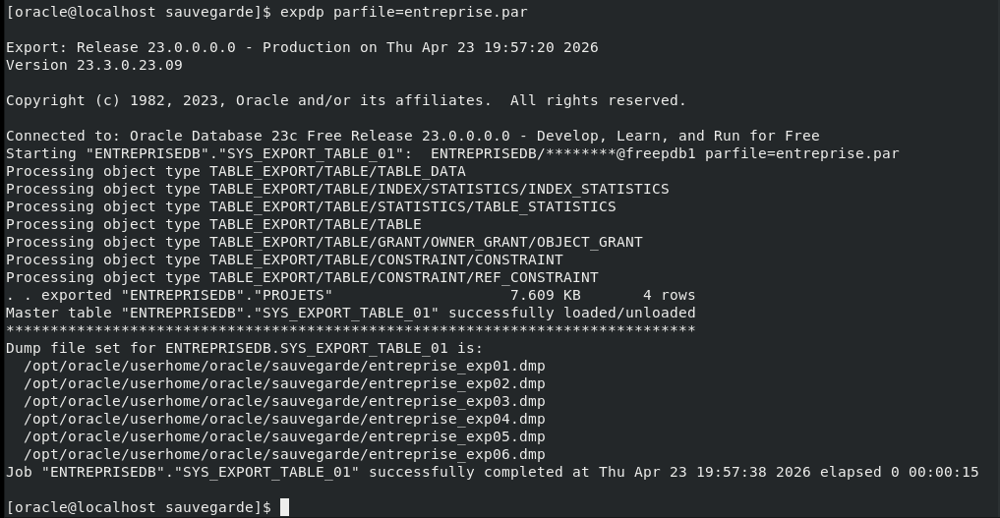 [oracle@localhost sauvegarde]$ expdp parfile=entreprise.par
Export: Release 23.0.0.0.0 - Production on Thu Apr 23 19:57:20 2026
Version 23.3.0.23.09
Copyright (c) 1982, 2023, Oracle and/or its affiliates.  All rights reserved.
Connected to: Oracle Database 23c Free Release 23.0.0.0.0 - Develop, Learn, and Run for Free
Starting "ENTREPRISEDB"."SYS_EXPORT_TABLE_01":  ENTREPRISEDB/********@freepdb1 parfile=entreprise.par
Processing object type TABLE_EXPORT/TABLE/TABLE_DATA
Processing object type TABLE_EXPORT/TABLE/INDEX/STATISTICS/INDEX_STATISTICS
Processing object type TABLE_EXPORT/TABLE/STATISTICS/TABLE_STATISTICS
Processing object type TABLE_EXPORT/TABLE/TABLE
Processing object type TABLE_EXPORT/TABLE/GRANT/OWNER_GRANT/OBJECT_GRANT
Processing object type TABLE_EXPORT/TABLE/CONSTRAINT/CONSTRAINT
Processing object type TABLE_EXPORT/TABLE/CONSTRAINT/REF_CONSTRAINT
. . exported "ENTREPRISEDB"."PROJETS"                    7.609 KB       4 rows
Master table "ENTREPRISEDB"."SYS_EXPORT_TABLE_01" successfully loaded/unloaded
******************************************************************************
Dump file set for ENTREPRISEDB.SYS_EXPORT_TABLE_01 is:
  /opt/oracle/userhome/oracle/sauvegarde/entreprise_exp01.dmp
  /opt/oracle/userhome/oracle/sauvegarde/entreprise_exp02.dmp
  /opt/oracle/userhome/oracle/sauvegarde/entreprise_exp03.dmp
  /opt/oracle/userhome/oracle/sauvegarde/entreprise_exp04.dmp
  /opt/oracle/userhome/oracle/sauvegarde/entreprise_exp05.dmp
  /opt/oracle/userhome/oracle/sauvegarde/entreprise_exp06.dmp
Job "ENTREPRISEDB"."SYS_EXPORT_TABLE_01" successfully completed at Thu Apr 23 19:57:38 2026 elapsed 0 00:00:15
[oracle@localhost sauvegarde]$